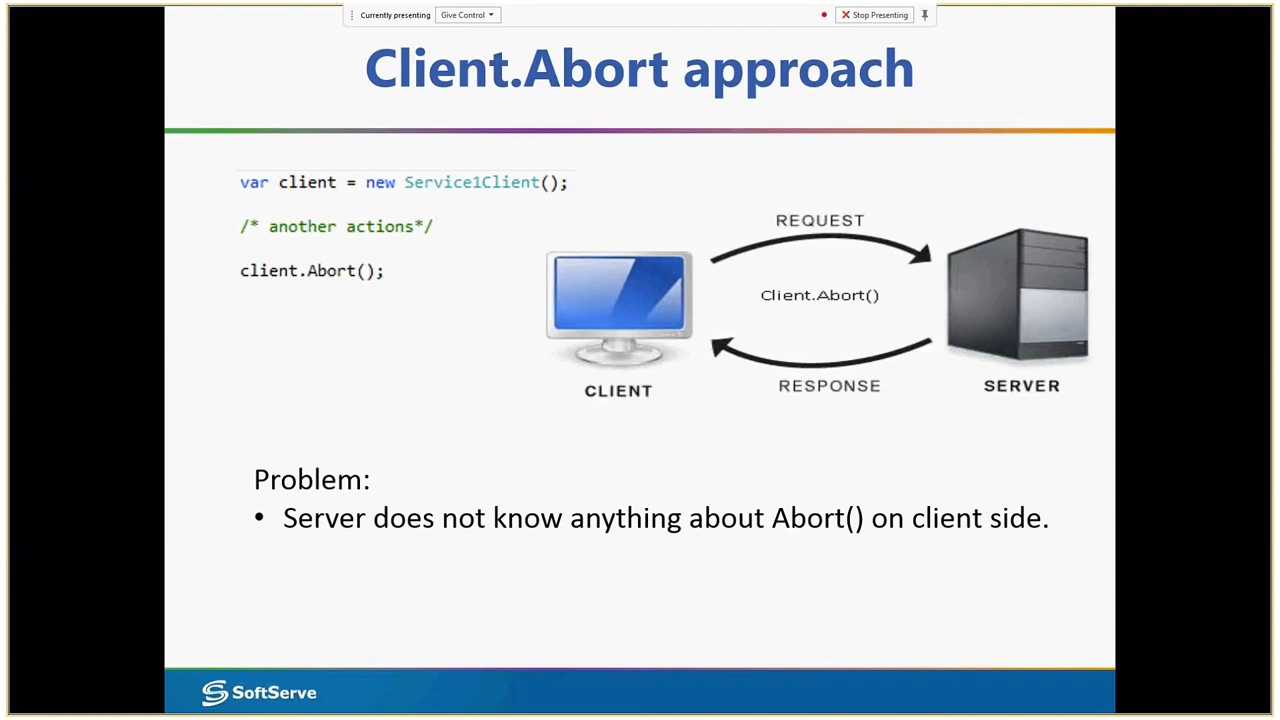 Currently presenting
Give Control
Stop Presenting
Client.Abort approach
var client = new Service1Client();
/* another actions*/
client.Abort();
REQUEST
Client.Abort()
RESPONSE
CLIENT
SERVER
Problem:
• Server does not know anything about Abort() on client side.
SoftServe